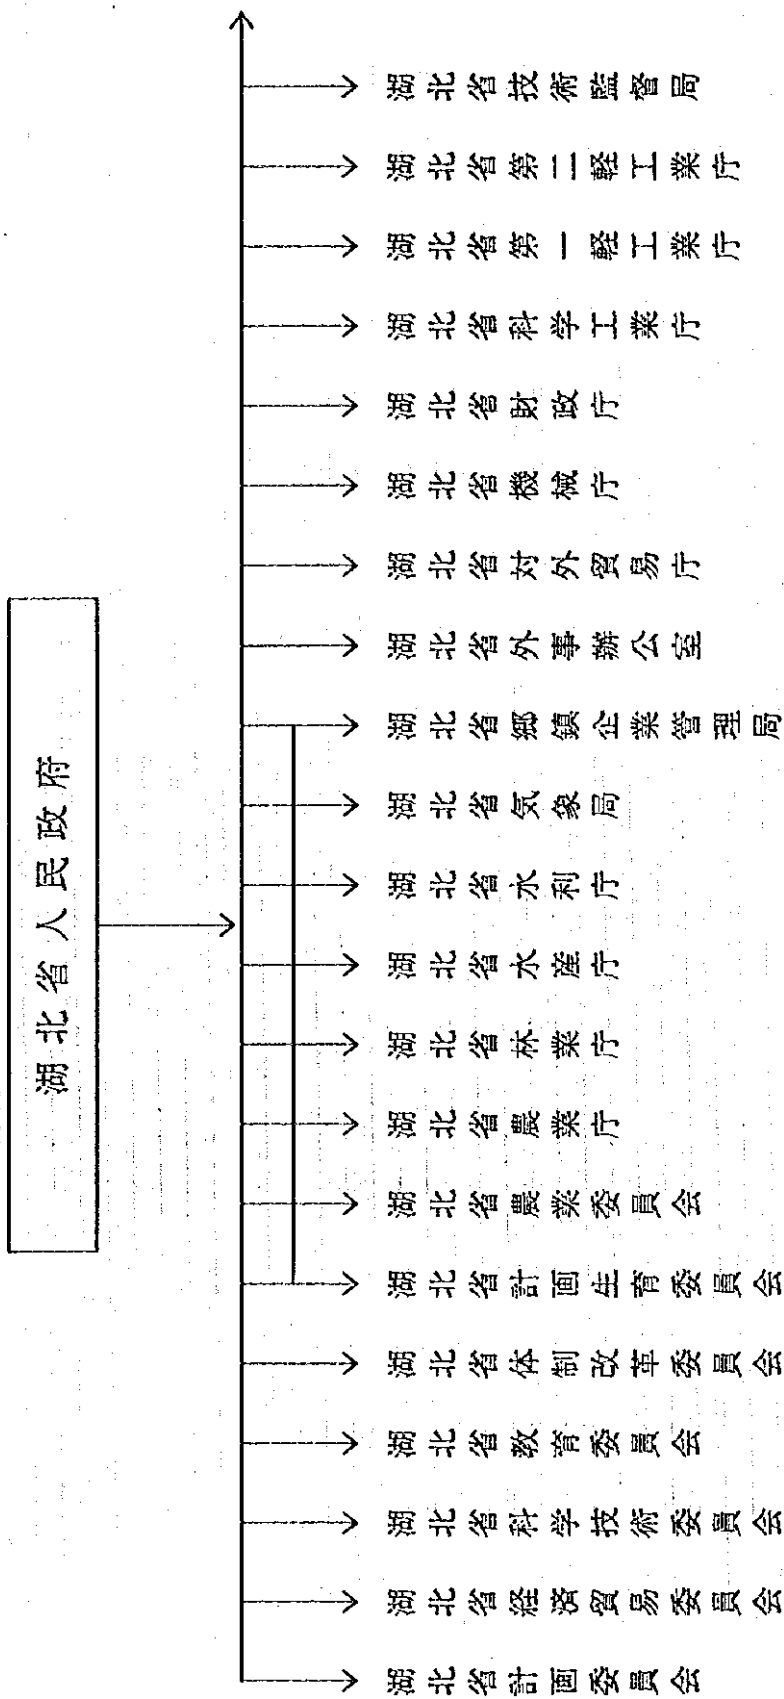 湖北省人民政府
湖北省計画委員会
湖北省経済貿易委員会
湖北省科学技術委員会
湖北省教育委員会
湖北省体制改革委員会
湖北省計画生育委員会
湖北省農業委員会
湖北省農業庁
湖北省林業庁
湖北省水産庁
湖北省水利庁
湖北省気象局
湖北省郷鎮企業管理局
湖北省外事辦公室
湖北省対外貿易庁
湖北省機械庁
湖北省財政庁
湖北省科学工業庁
湖北省第一軽工業庁
湖北省第二軽工業庁
湖北省技術監督局